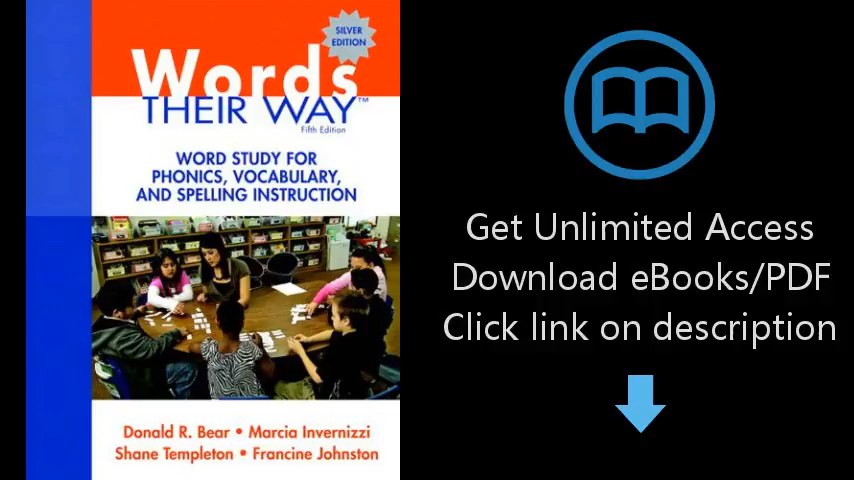 SILVER
EDITION
Words
THEIR WAY™
Fifth Edition
WORD STUDY FOR
PHONICS, VOCABULARY,
AND SPELLING INSTRUCTION
Donald R. Bear • Marcia Invernizzi
Shane Templeton • Francine Johnston
Get Unlimited Access
Download eBooks/PDF
Click link on description